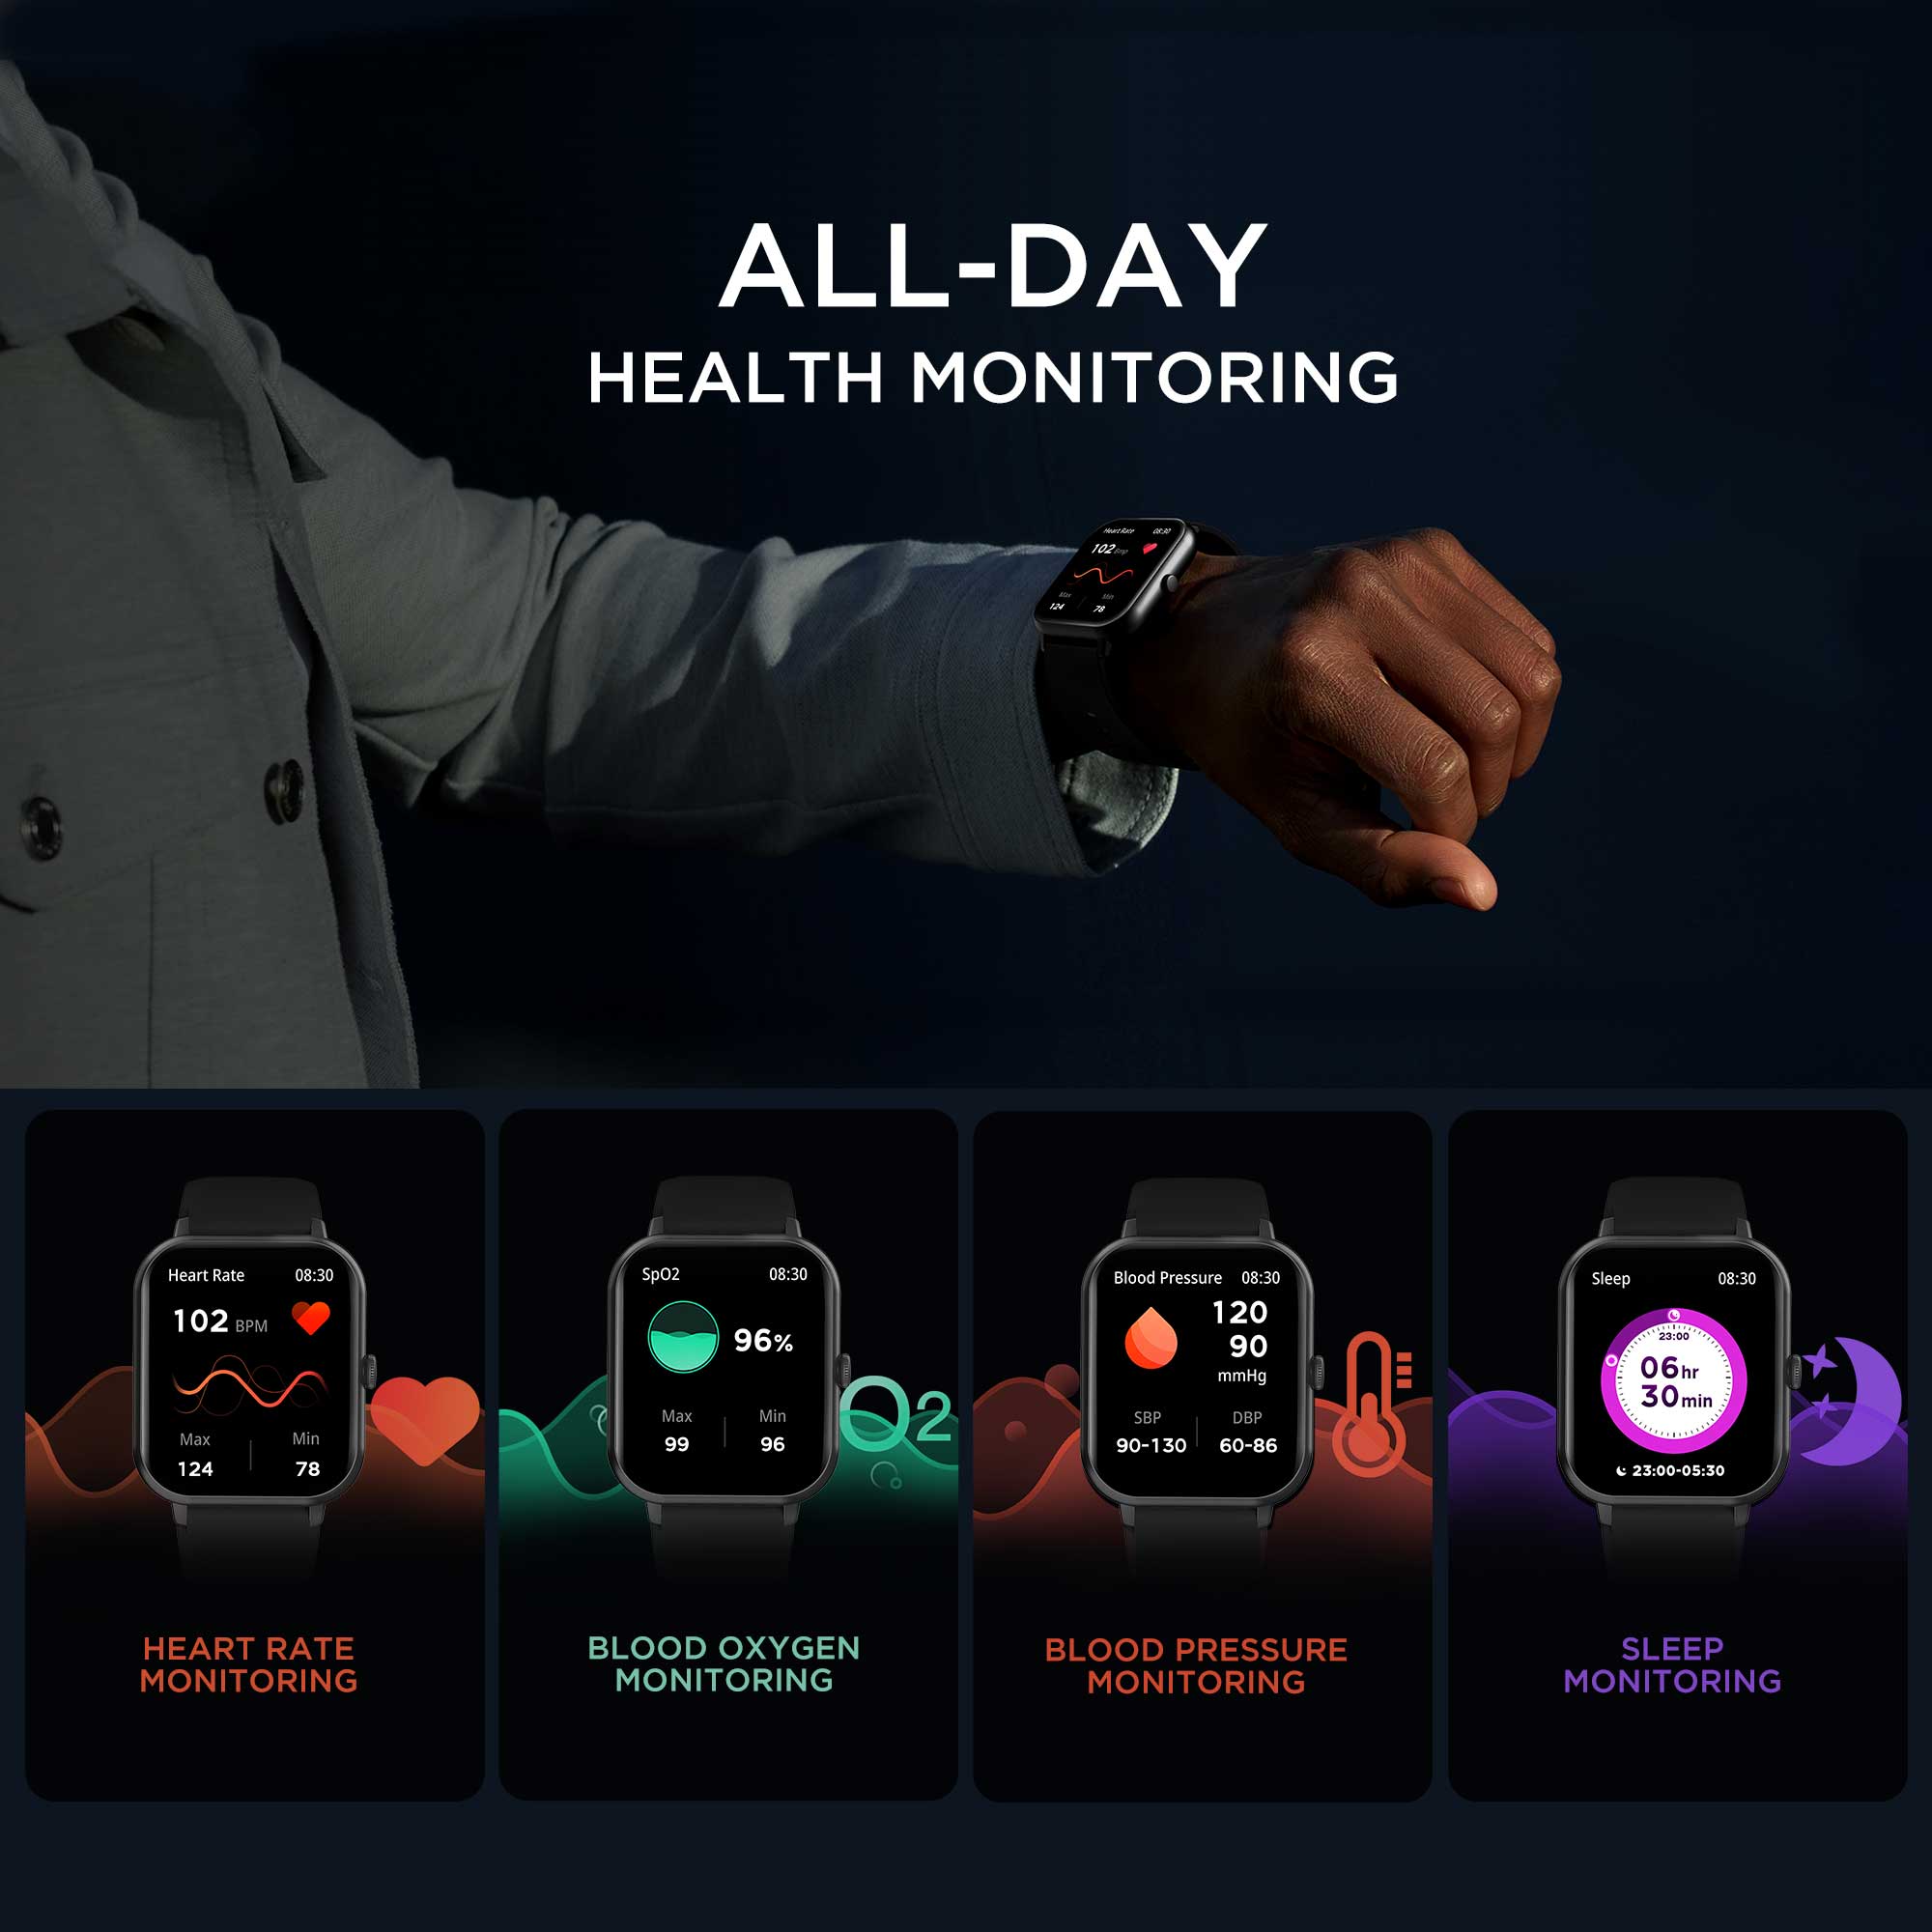 ALL-DAY
HEALTH MONITORING
Heart Rate 08:30
102 Bmp
Max Min
124 78
Heart Rate 08:30
102 BPM
Max Min
124 78
HEART RATE
MONITORING
SpO2 08:30
96%
Max Min
99 96
O2
BLOOD OXYGEN
MONITORING
Blood Pressure 08:30
120
90
mmHg
SBP DBP
90-130 60-86
BLOOD PRESSURE
MONITORING
Sleep 08:30
23:00
06hr
30min
23:00-05:30
SLEEP
MONITORING